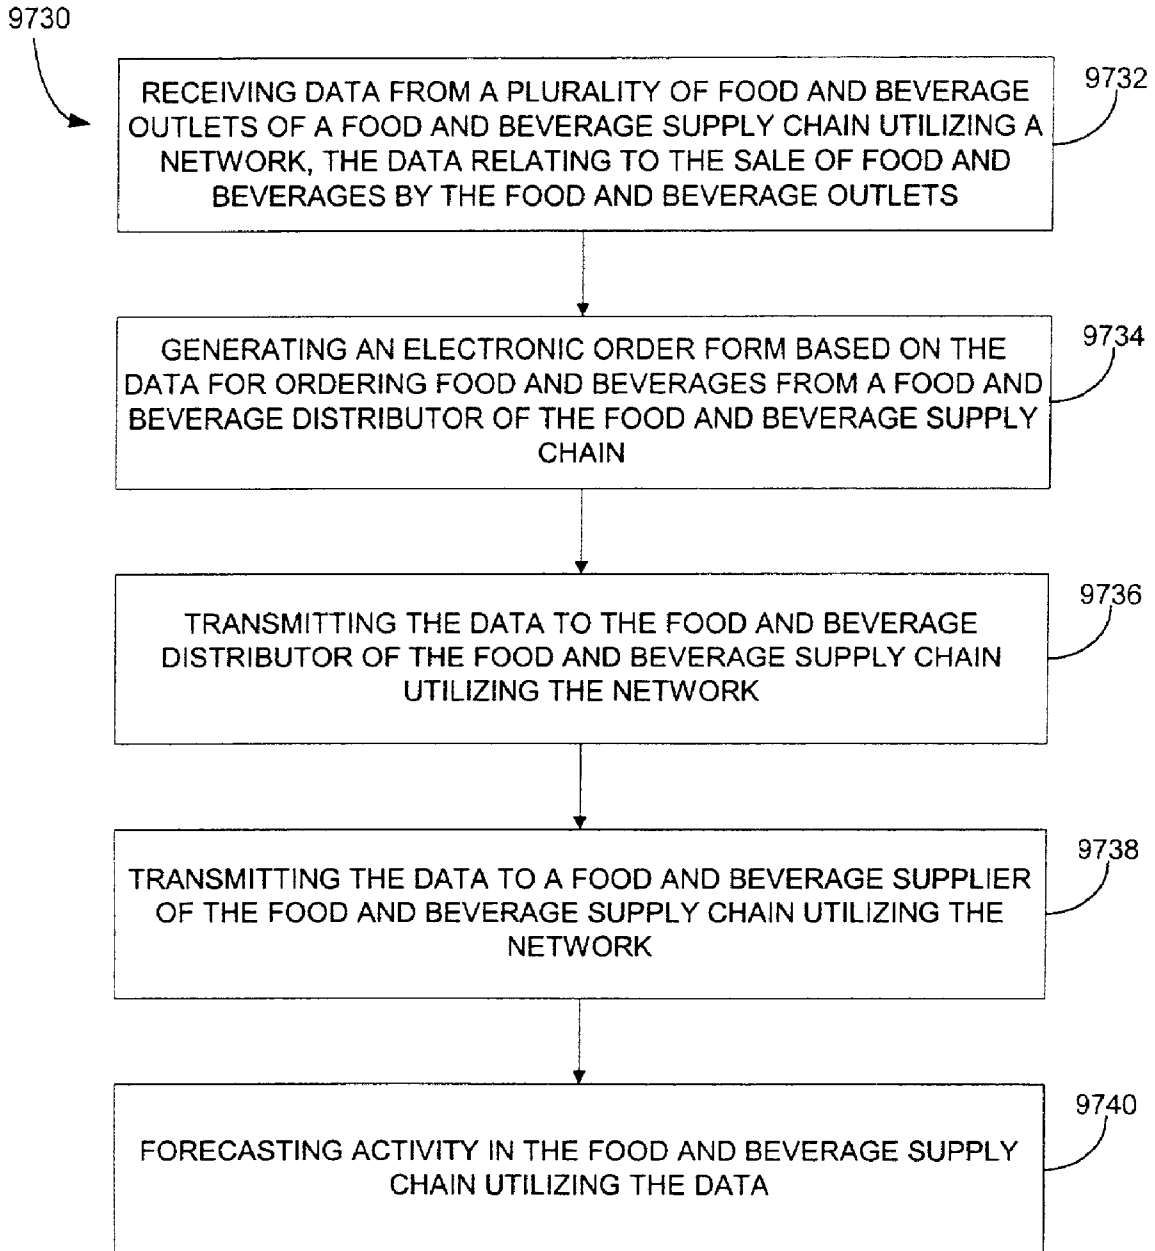 9730
9732
RECEIVING DATA FROM A PLURALITY OF FOOD AND BEVERAGE
OUTLETS OF A FOOD AND BEVERAGE SUPPLY CHAIN UTILIZING A
NETWORK, THE DATA RELATING TO THE SALE OF FOOD AND
BEVERAGES BY THE FOOD AND BEVERAGE OUTLETS
9734
GENERATING AN ELECTRONIC ORDER FORM BASED ON THE
DATA FOR ORDERING FOOD AND BEVERAGES FROM A FOOD AND
BEVERAGE DISTRIBUTOR OF THE FOOD AND BEVERAGE SUPPLY
CHAIN
9736
TRANSMITTING THE DATA TO THE FOOD AND BEVERAGE
DISTRIBUTOR OF THE FOOD AND BEVERAGE SUPPLY CHAIN
UTILIZING THE NETWORK
9738
TRANSMITTING THE DATA TO A FOOD AND BEVERAGE SUPPLIER
OF THE FOOD AND BEVERAGE SUPPLY CHAIN UTILIZING THE
NETWORK
9740
FORECASTING ACTIVITY IN THE FOOD AND BEVERAGE SUPPLY
CHAIN UTILIZING THE DATA